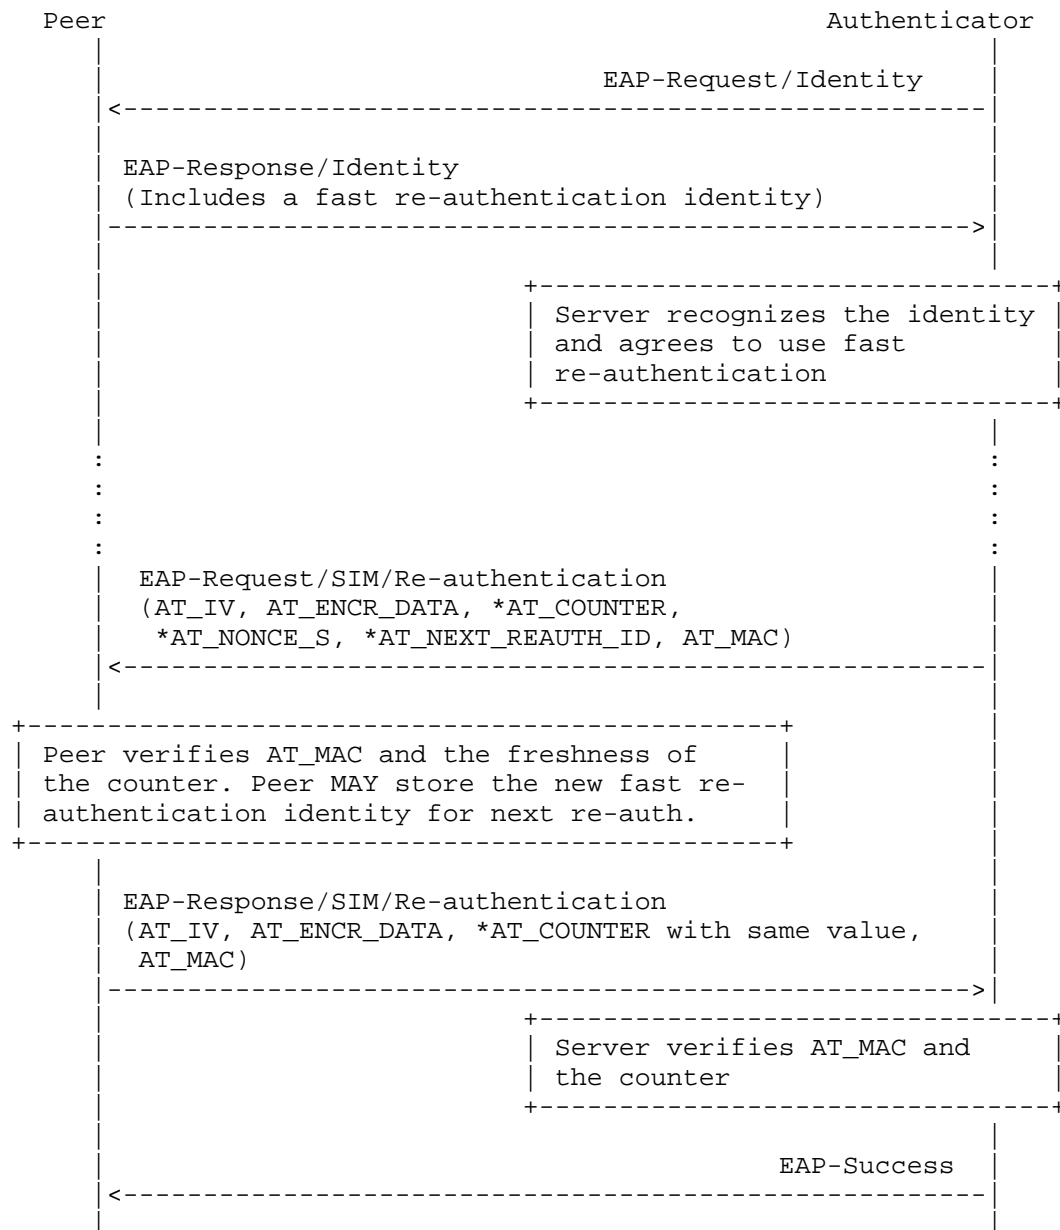 Peer Authenticator
EAP-Request/Identity
EAP-Response/Identity
(Includes a fast re-authentication identity)
Server recognizes the identity
and agrees to use fast
re-authentication
:
:
:
:
EAP-Request/SIM/Re-authentication
(AT_IV, AT_ENCR_DATA, *AT_COUNTER,
*AT_NONCE_S, *AT_NEXT_REAUTH_ID, AT_MAC)
Peer verifies AT_MAC and the freshness of
the counter. Peer MAY store the new fast re-
authentication identity for next re-auth.
EAP-Response/SIM/Re-authentication
(AT_IV, AT_ENCR_DATA, *AT_COUNTER with same value,
AT_MAC)
Server verifies AT_MAC and
the counter
EAP-Success